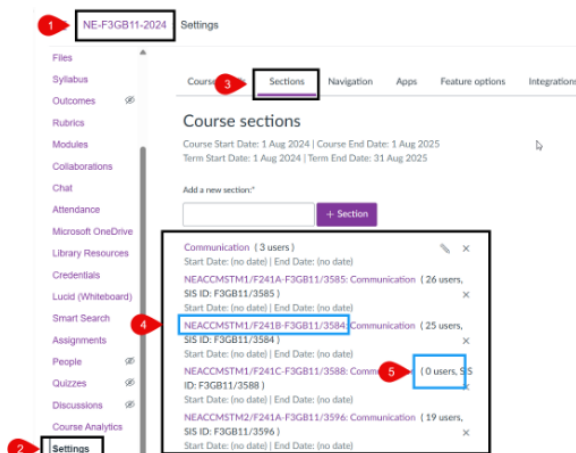 1 NE-F3GB11-2024 Settings
Files
Syllabus
Outcomes
Rubrics
Modules
Collaborations
Chat
Attendance
Microsoft OneDrive
Library Resources
Credentials
Lucid (Whiteboard)
Smart Search
Assignments
People
Quizzes
Discussions
Course Analytics
2 Settings
3 Sections Navigation Apps Feature options Integrations
Course sections
Course Start Date: 1 Aug 2024 | Course End Date: 1 Aug 2025
Term Start Date: 1 Aug 2024 | Term End Date: 31 Aug 2025
Add a new section:*
+ Section
Communication ( 3 users )
Start Date: (no date) | End Date: (no date)
NEACCMSTM1/F241A-F3GB11/3585: Communication ( 26 users,
SIS ID: F3GB11/3585 )
Start Date: (no date) | End Date: (no date)
4 NEACCMSTM1/F241B-F3GB11/3584: Communication ( 25 users,
SIS ID: F3GB11/3584 )
Start Date: (no date) | End Date: (no date)
NEACCMSTM1/F241C-F3GB11/3588: 5 ( 0 users, SIS
ID: F3GB11/3588 )
Start Date: (no date) | End Date: (no date)
NEACCMSTM2/F241A-F3GB11/3596: Communication ( 19 users,
SIS ID: F3GB11/3596 )
Start Date: (no date) | End Date: (no date)